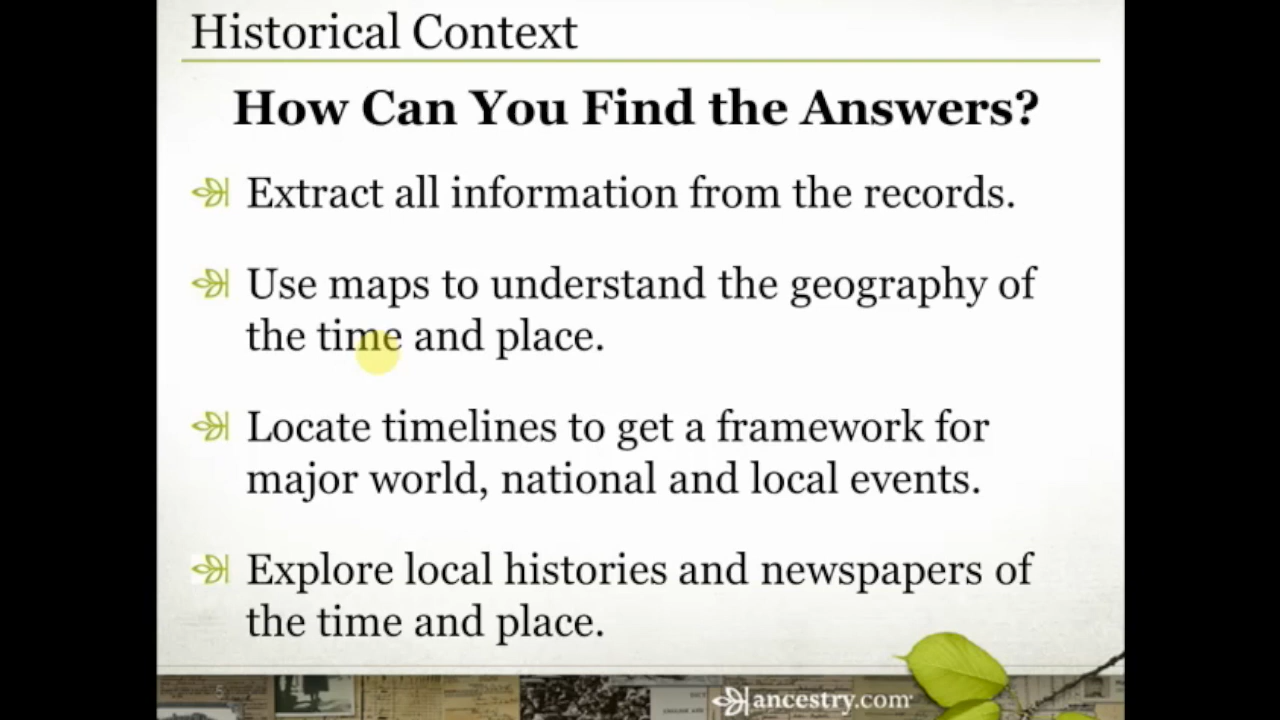 Historical Context
How Can You Find the Answers?
Extract all information from the records.
Use maps to understand the geography of
the time and place.
Locate timelines to get a framework for
major world, national and local events.
Explore local histories and newspapers of
the time and place.
5
ancestry.com